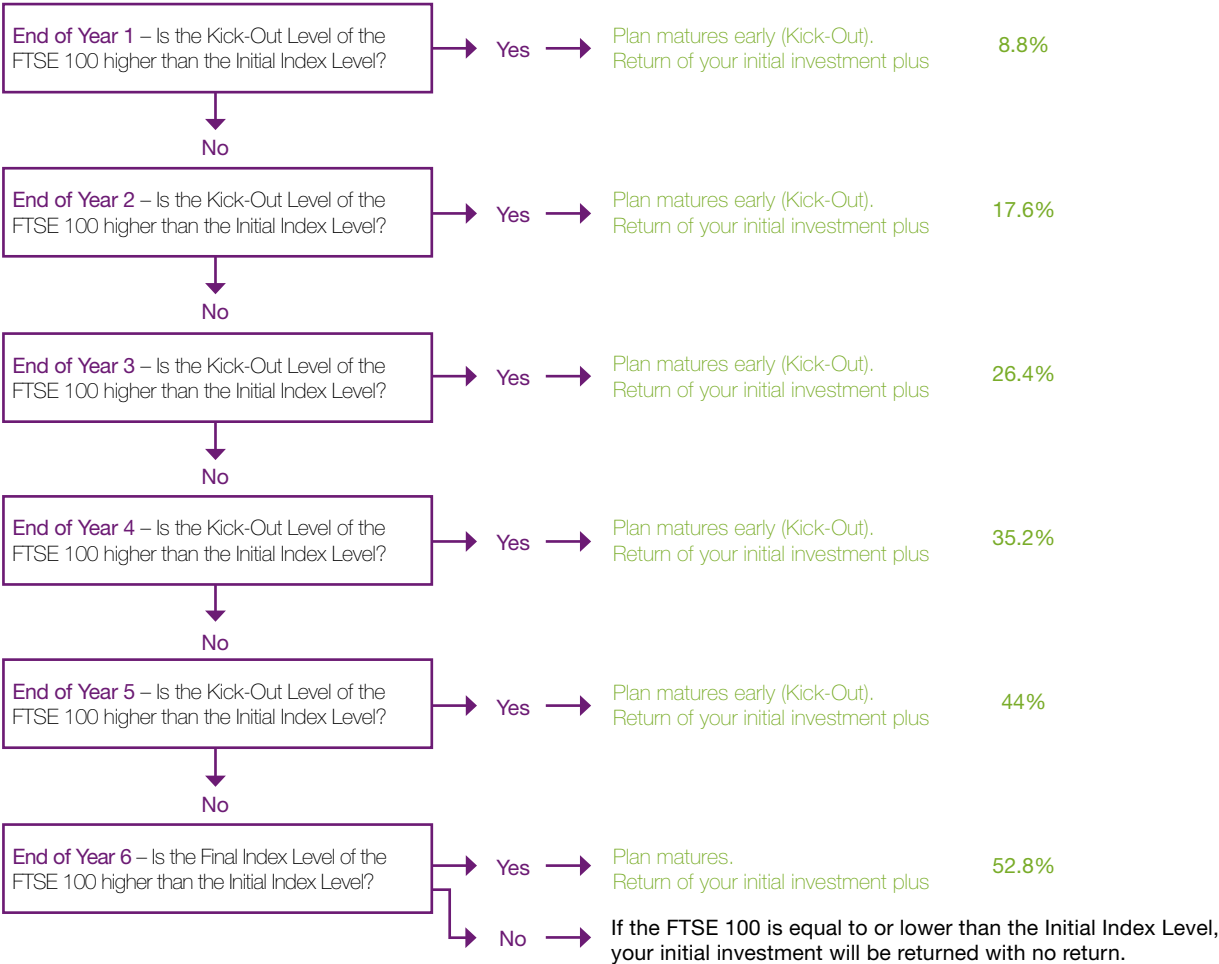 End of Year 1 – Is the Kick-Out Level of the
FTSE 100 higher than the Initial Index Level?
Yes
Plan matures early (Kick-Out).
Return of your initial investment plus
8.8%
No
End of Year 2 – Is the Kick-Out Level of the
FTSE 100 higher than the Initial Index Level?
Yes
Plan matures early (Kick-Out).
Return of your initial investment plus
17.6%
No
End of Year 3 – Is the Kick-Out Level of the
FTSE 100 higher than the Initial Index Level?
Yes
Plan matures early (Kick-Out).
Return of your initial investment plus
26.4%
No
End of Year 4 – Is the Kick-Out Level of the
FTSE 100 higher than the Initial Index Level?
Yes
Plan matures early (Kick-Out).
Return of your initial investment plus
35.2%
No
End of Year 5 – Is the Kick-Out Level of the
FTSE 100 higher than the Initial Index Level?
Yes
Plan matures early (Kick-Out).
Return of your initial investment plus
44%
No
End of Year 6 – Is the Final Index Level of the
FTSE 100 higher than the Initial Index Level?
Yes
Plan matures.
Return of your initial investment plus
52.8%
No
If the FTSE 100 is equal to or lower than the Initial Index Level,
your initial investment will be returned with no return.